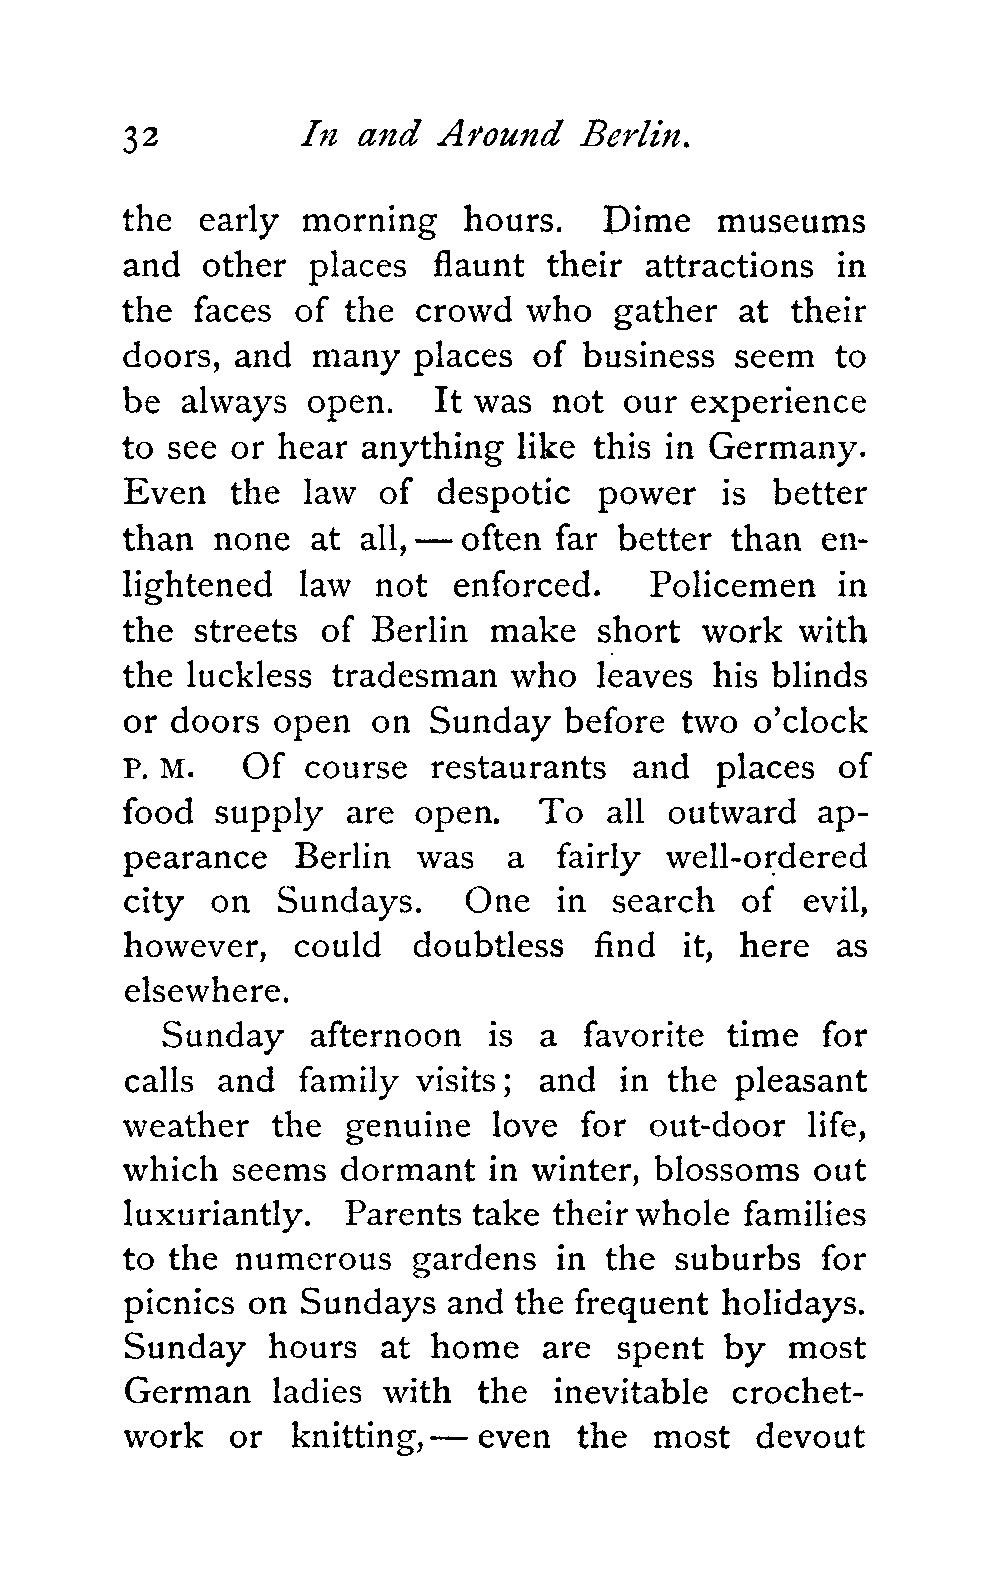 32 In and Around Berlin.
the early morning hours. Dime museums
and other places flaunt their attractions in
the faces of the crowd who gather at their
doors, and many places of business seem to
be always open. It was not our experience
to see or hear anything like this in Germany.
Even the law of despotic power is better
than none at all, — often far better than en-
lightened law not enforced. Policemen in
the streets of Berlin make short work with
the luckless tradesman who leaves his blinds
or doors open on Sunday before two o'clock
P. M. Of course restaurants and places of
food supply are open. To all outward ap-
pearance Berlin was a fairly well-ordered
city on Sundays. One in search of evil,
however, could doubtless find it, here as
elsewhere.
Sunday afternoon is a favorite time for
calls and family visits; and in the pleasant
weather the genuine love for out-door life,
which seems dormant in winter, blossoms out
luxuriantly. Parents take their whole families
to the numerous gardens in the suburbs for
picnics on Sundays and the frequent holidays.
Sunday hours at home are spent by most
German ladies with the inevitable crochet-
work or knitting, — even the most devout